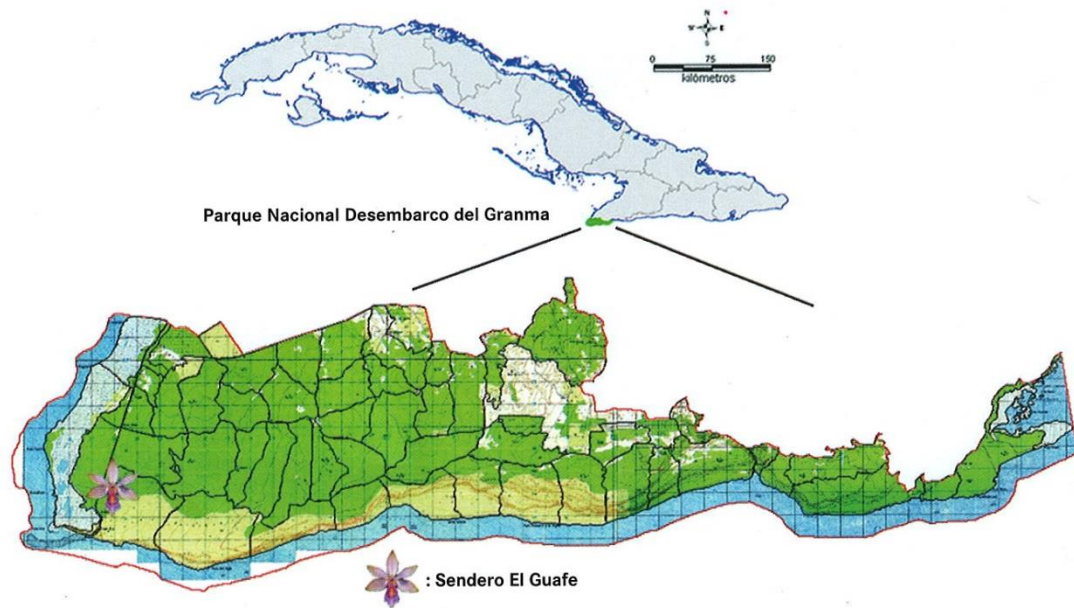 N
W E
S
0 75 150
kilómetros
Parque Nacional Desembarco del Granma
: Sendero El Guafe